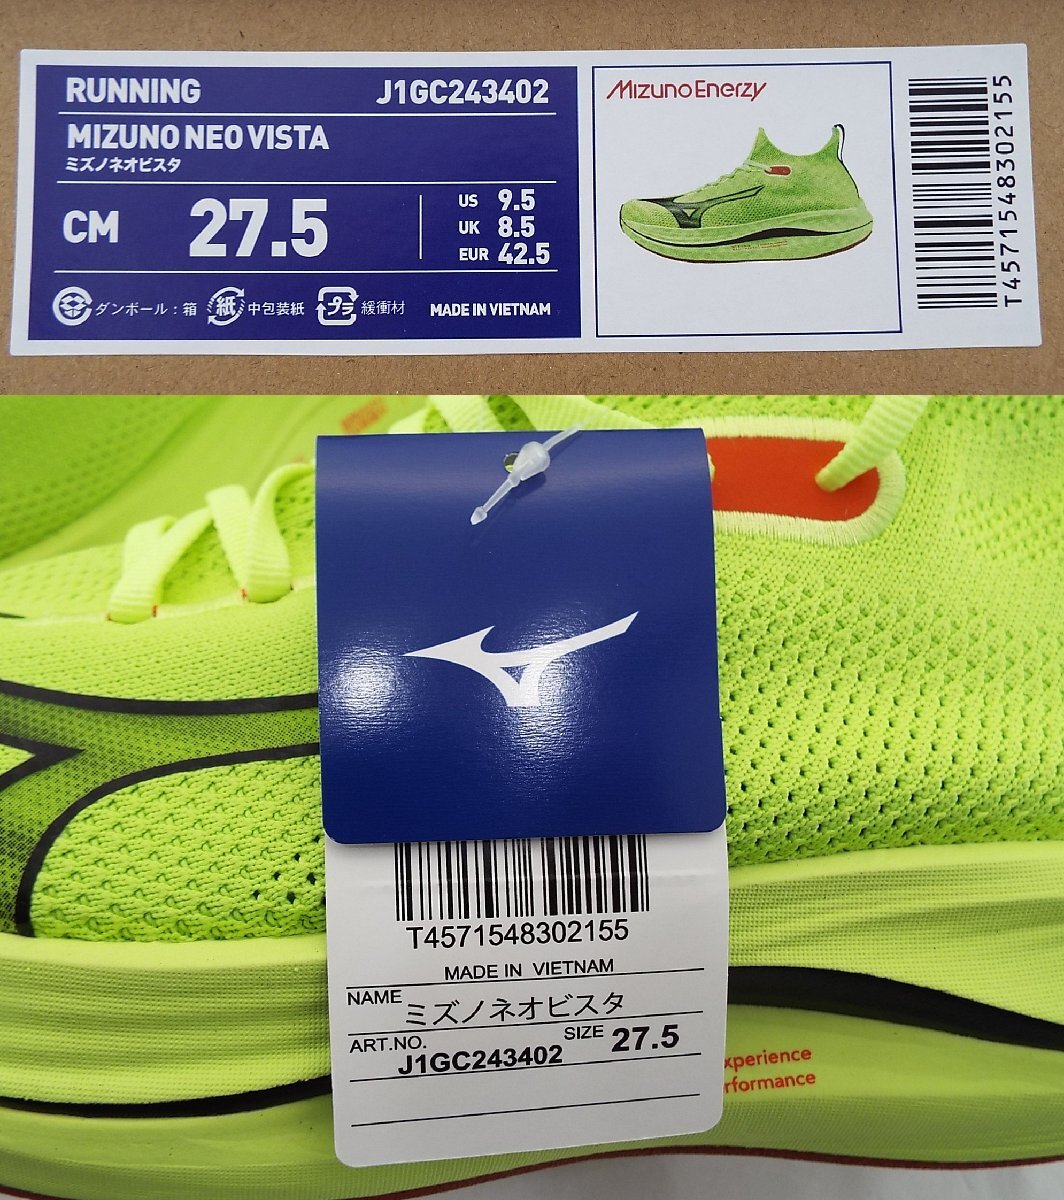 RUNNING J1GC243402
MIZUNO NEO VISTA
ミズノネオビスタ
CM 27.5
US 9.5
UK 8.5
EUR 42.5
ダンボール：箱 紙 中包装紙 プラ 緩衝材 MADE IN VIETNAM
Mizuno Enerzy
T4571548302155
T4571548302155
MADE IN VIETNAM
NAME ミズノネオビスタ
ART.NO. J1GC243402 SIZE 27.5
xperience
rformance